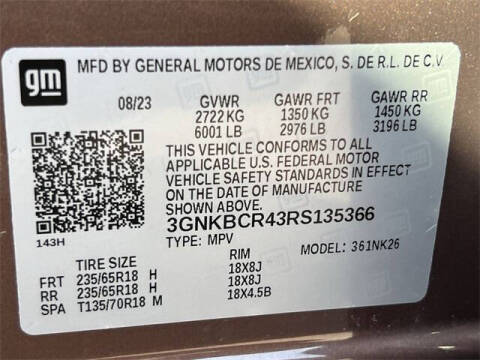 gm
MFD BY GENERAL MOTORS DE MEXICO, S. DE R.L. DE C.V.
08/23 GVWR GAWR FRT GAWR RR
2722 KG 1350 KG 1450 KG
6001 LB 2976 LB 3196 LB
THIS VEHICLE CONFORMS TO ALL
APPLICABLE U.S. FEDERAL MOTOR
VEHICLE SAFETY STANDARDS IN EFFECT
ON THE DATE OF MANUFACTURE
SHOWN ABOVE.
3GNKBCR43RS135366
143H
TYPE: MPV MODEL: 361NK26
TIRE SIZE RIM
FRT 235/65R18 H 18X8J
RR 235/65R18 H 18X8J
SPA T135/70R18 M 18X4.5B